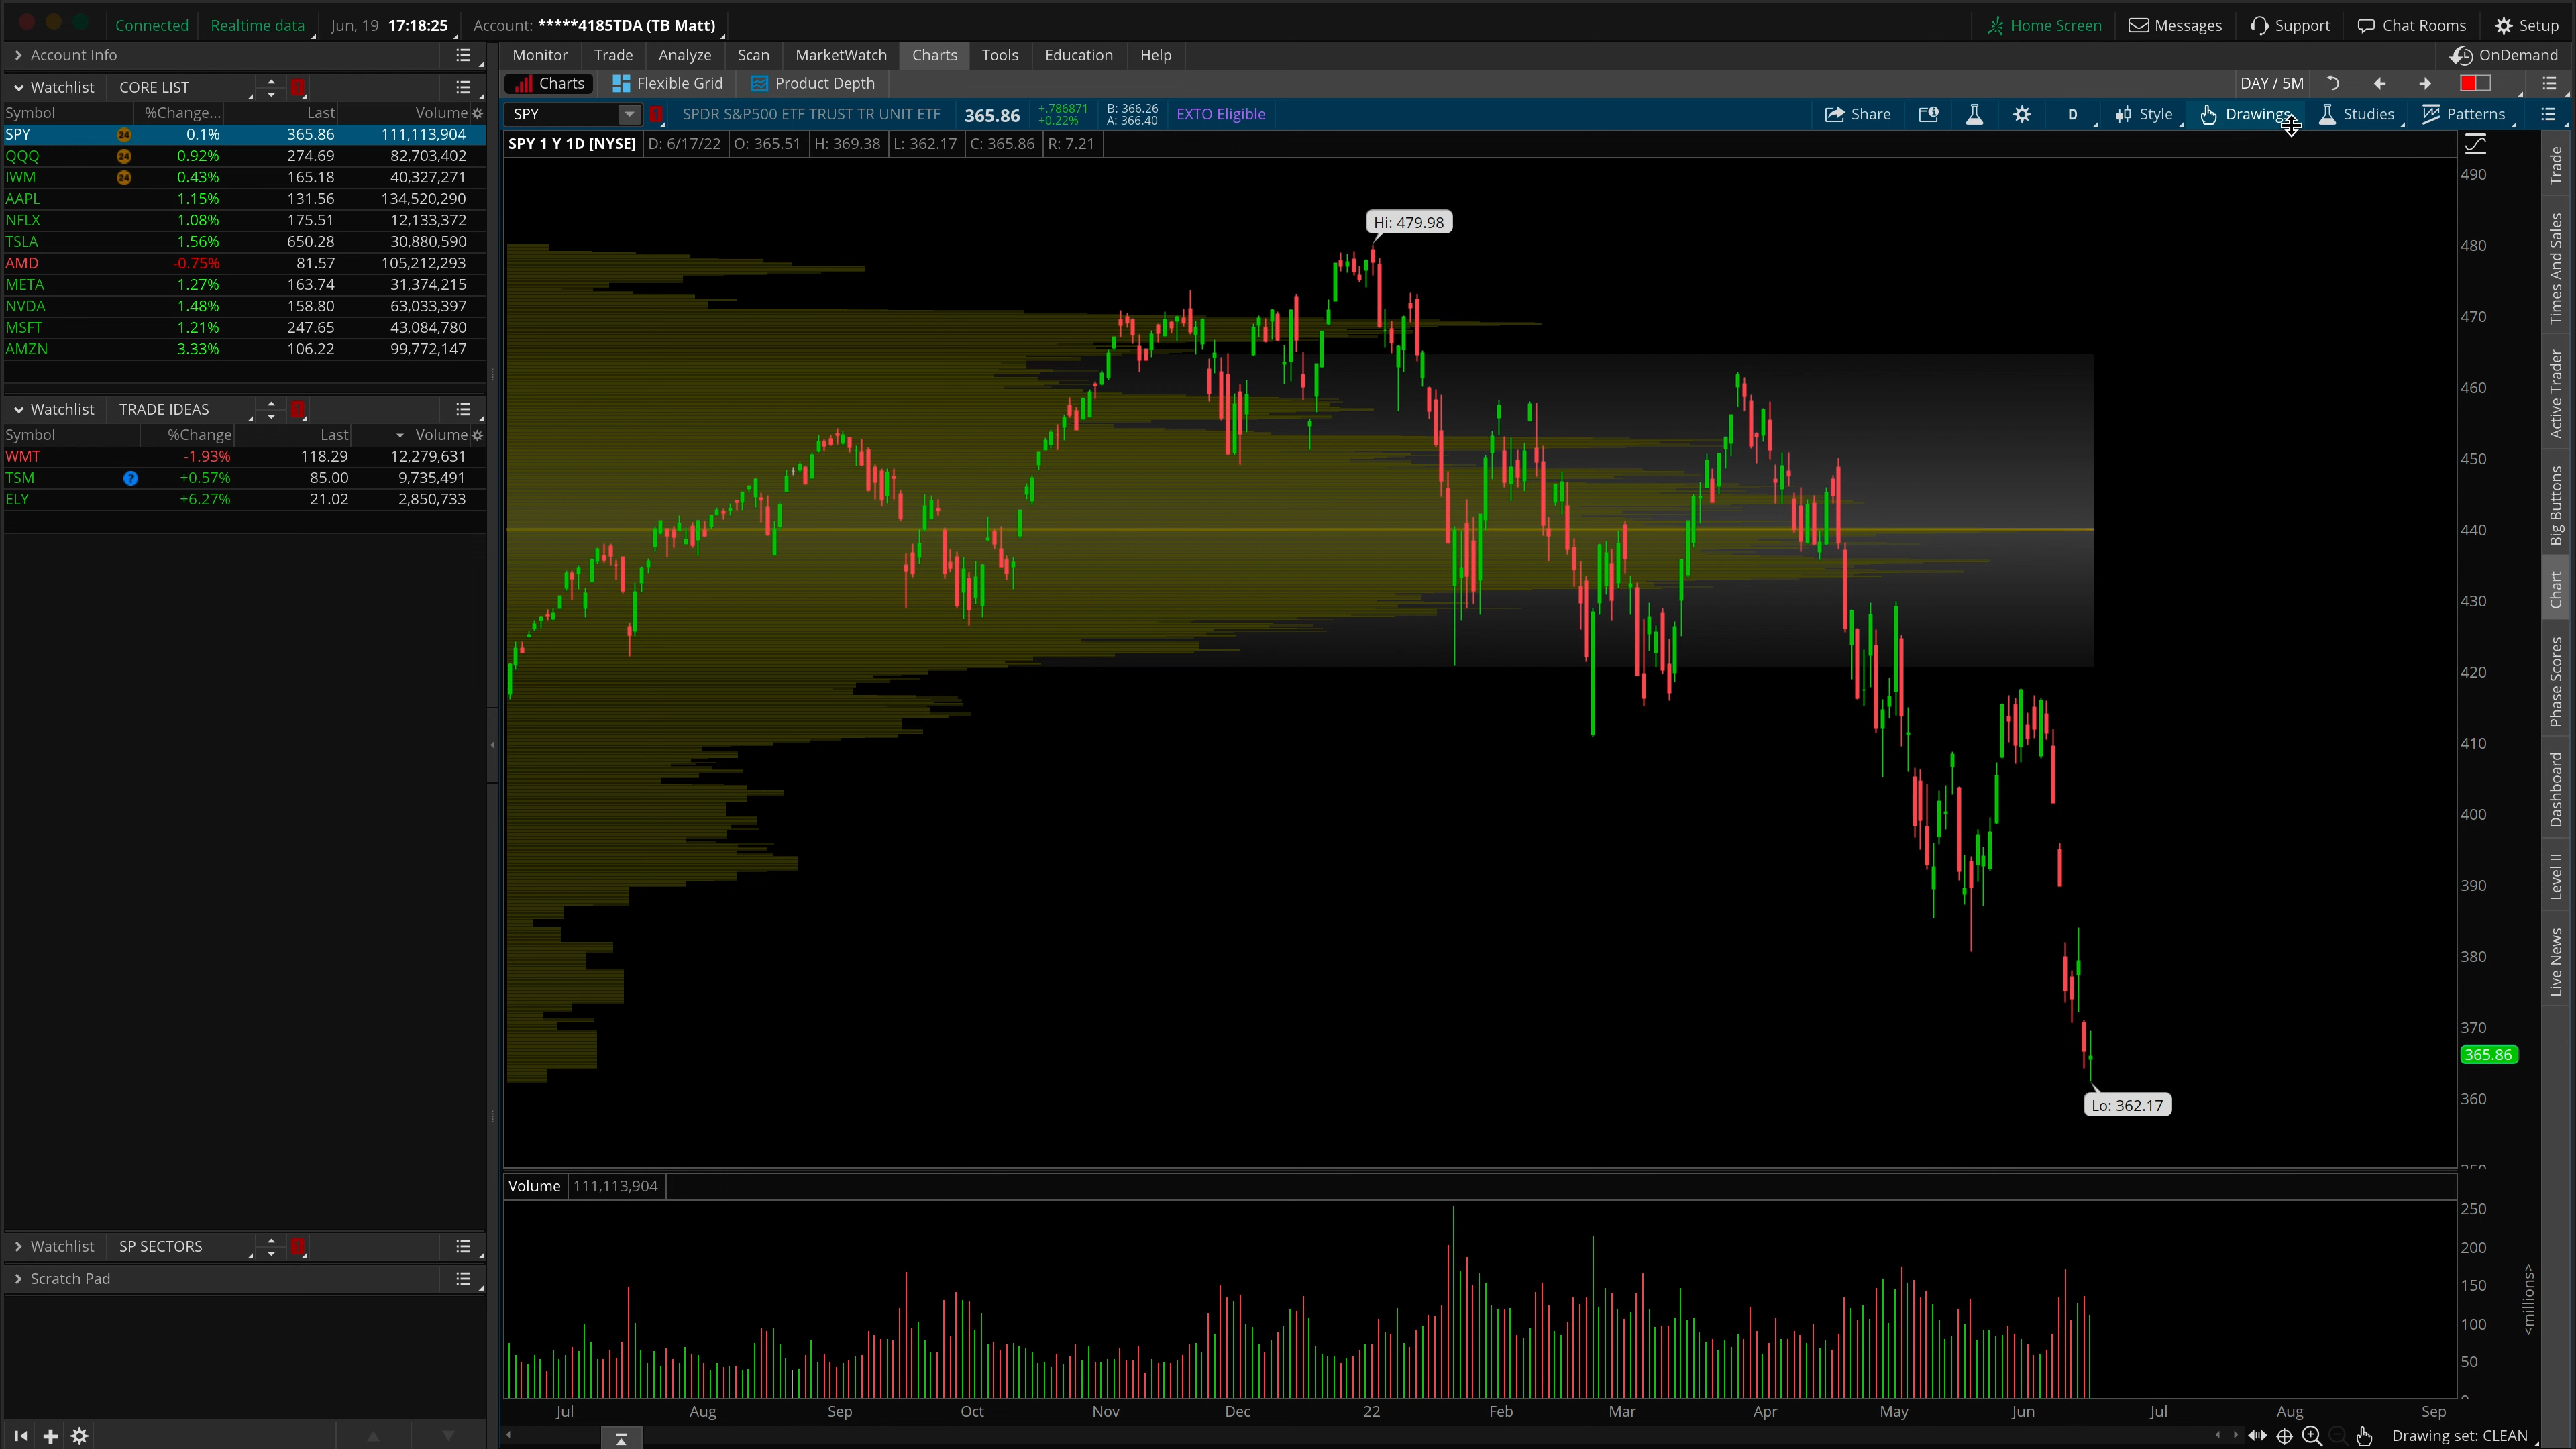 Connected Realtime data Jun, 19 17:18:25 Account: *****4185TDA (TB Matt) Home Screen Messages Support Chat Rooms Setup
Account Info
Monitor Trade Analyze Scan MarketWatch Charts Tools Education Help OnDemand
Watchlist CORE LIST
Charts Flexible Grid Product Depth DAY / 5M
Symbol %Change... Last Volume
SPY SPDR S&P500 ETF TRUST TR UNIT ETF 365.86 +.786871 +0.22% B: 366.26 A: 366.40 EXTO Eligible Share D Style Drawings Studies Patterns
SPY 24 0.1% 365.86 111,113,904
QQQ 24 0.92% 274.69 82,703,402
IWM 24 0.43% 165.18 40,327,271
AAPL 1.15% 131.56 134,520,290
NFLX 1.08% 175.51 12,133,372
TSLA 1.56% 650.28 30,880,590
AMD -0.75% 81.57 105,212,293
META 1.27% 163.74 31,374,215
NVDA 1.48% 158.80 63,033,397
MSFT 1.21% 247.65 43,084,780
AMZN 3.33% 106.22 99,772,147
Watchlist TRADE IDEAS
Symbol %Change Last Volume
WMT -1.93% 118.29 12,279,631
TSM ? +0.57% 85.00 9,735,491
ELY +6.27% 21.02 2,850,733
Watchlist SP SECTORS
Scratch Pad
SPY 1 Y 1D [NYSE] D: 6/17/22 O: 365.51 H: 369.38 L: 362.17 C: 365.86 R: 7.21
Hi: 479.98
Lo: 362.17
490
480
470
460
450
440
430
420
410
400
390
380
370
365.86
360
Volume 111,113,904
250
200
150
100
50
<millions>
Jul Aug Sep Oct Nov Dec 22 Feb Mar Apr May Jun Jul Aug Sep
Drawing set: CLEAN
Trade
Times And Sales
Active Trader
Big Buttons
Chart
Phase Scores
Dashboard
Level II
Live News